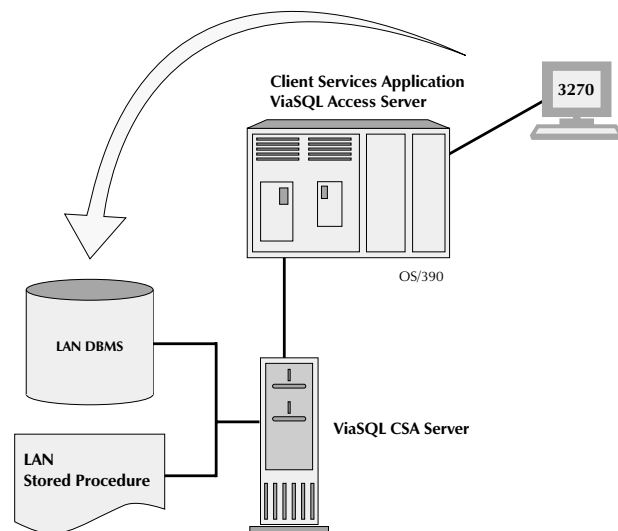 Client Services Application
ViaSQL Access Server
3270
OS/390
LAN DBMS
ViaSQL CSA Server
LAN
Stored Procedure